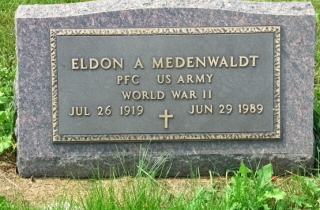 ELDON A MEDENWALDT
PFC US ARMY
WORLD WAR II
JUL 26 1919 JUN 29 1989